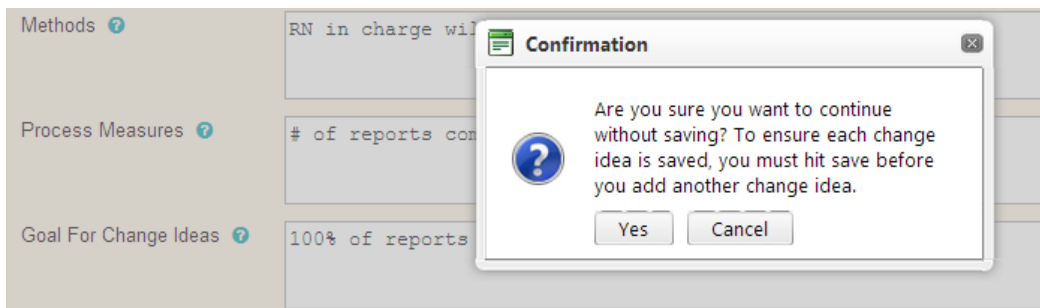 Methods
RN in charge
Confirmation
Are you sure you want to continue
without saving? To ensure each change
idea is saved, you must hit save before
you add another change idea.
Yes Cancel
Process Measures
# of reports
Goal For Change Ideas
100% of reports